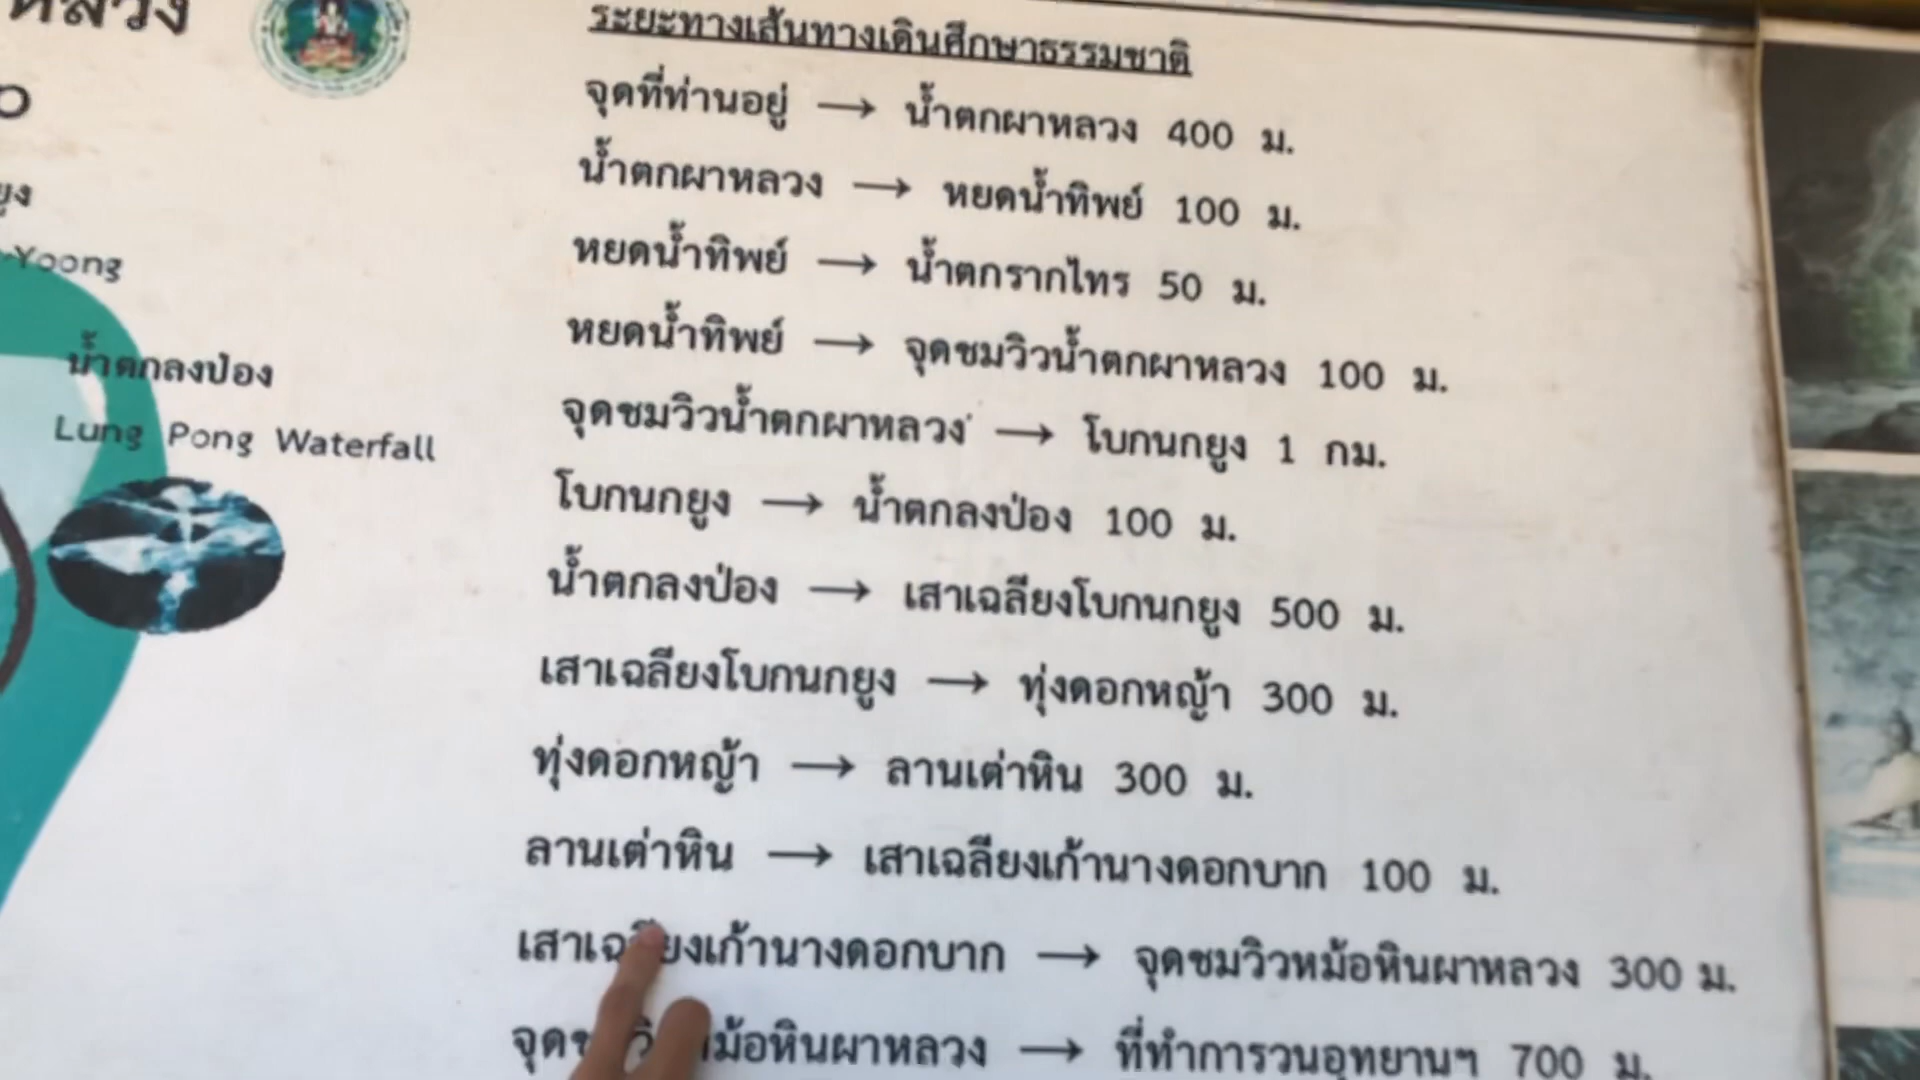 หลวง
ยูง
Yoong
น้ำตกลงป่อง
Lung Pong Waterfall
ระยะทางเส้นทางเดินศึกษาธรรมชาติ
จุดที่ท่านอยู่ → น้ำตกผาหลวง 400 ม.
น้ำตกผาหลวง → หยดน้ำทิพย์ 100 ม.
หยดน้ำทิพย์ → น้ำตกรากไทร 50 ม.
หยดน้ำทิพย์ → จุดชมวิวน้ำตกผาหลวง 100 ม.
จุดชมวิวน้ำตกผาหลวง → โบกนกยูง 1 กม.
โบกนกยูง → น้ำตกลงป่อง 100 ม.
น้ำตกลงป่อง → เสาเฉลียงโบกนกยูง 500 ม.
เสาเฉลียงโบกนกยูง → ทุ่งดอกหญ้า 300 ม.
ทุ่งดอกหญ้า → ลานเต่าหิน 300 ม.
ลานเต่าหิน → เสาเฉลียงเก้านางดอกบาก 100 ม.
เสาเฉลียงเก้านางดอกบาก → จุดชมวิวหม้อหินผาหลวง 300 ม.
จุดชมวิวหม้อหินผาหลวง → ที่ทำการวนอุทยานฯ 700 ม.